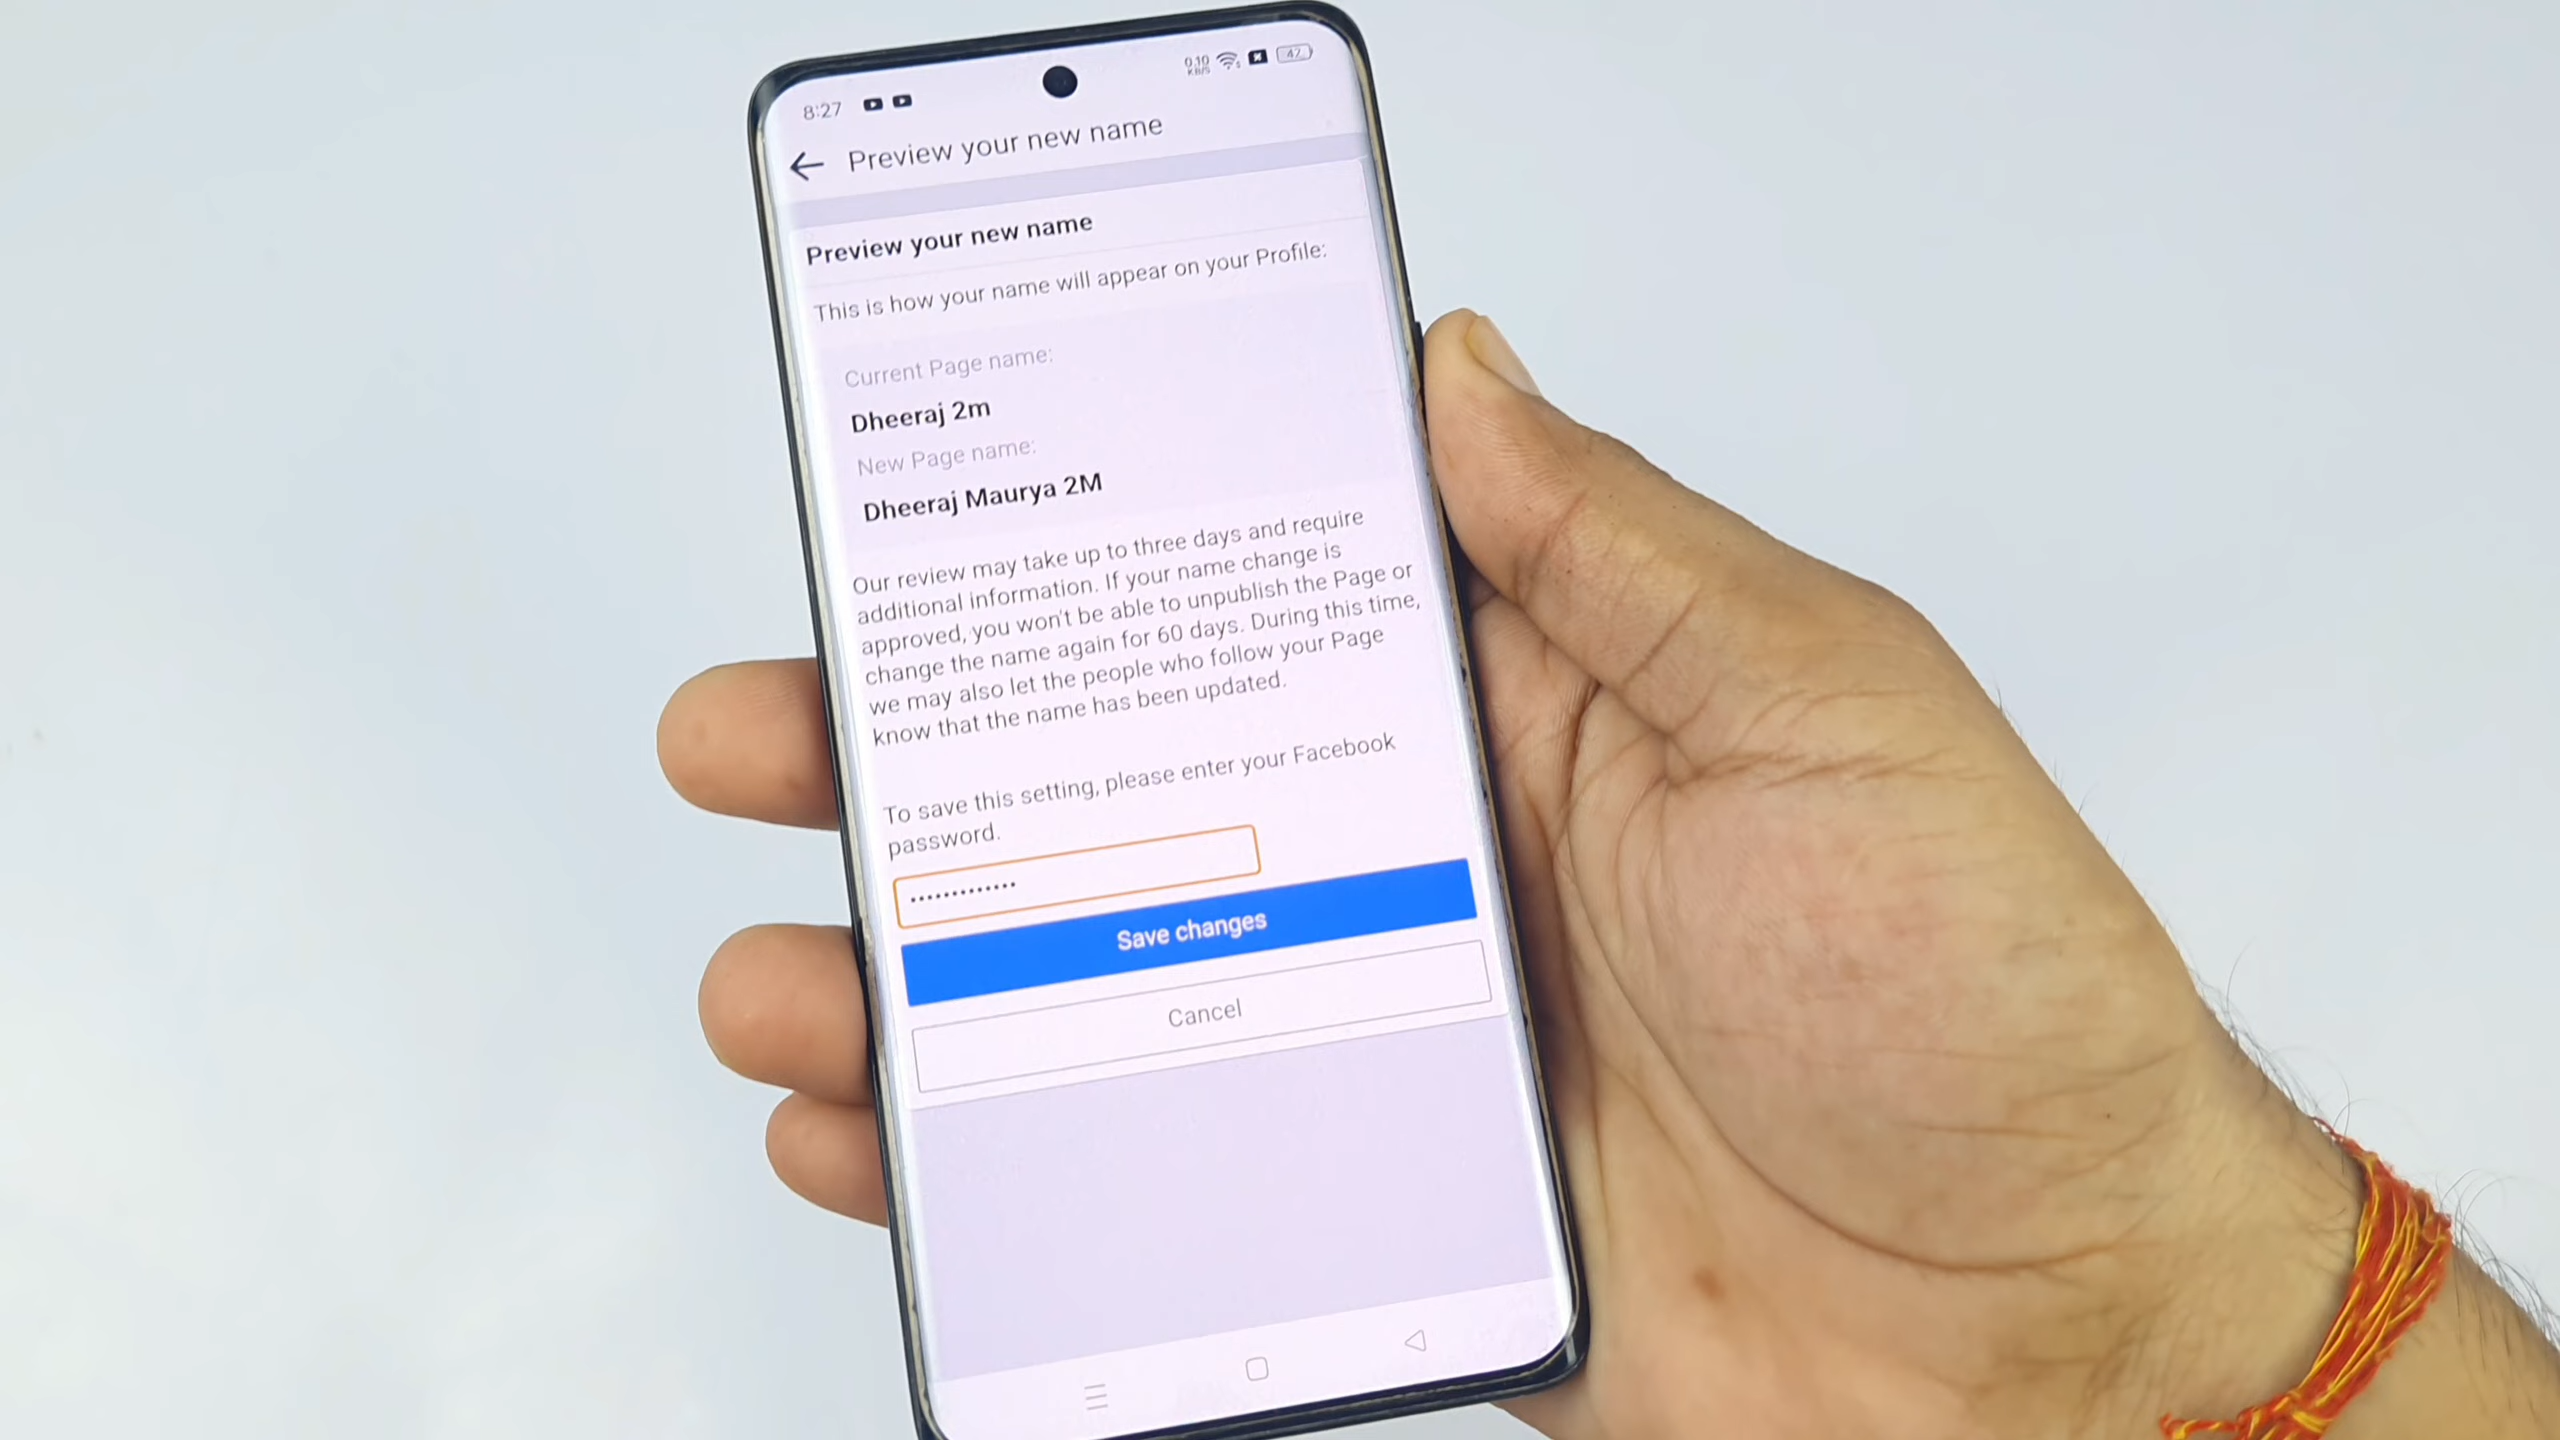 8:27
0.10
KB/S
42
Preview your new name
Preview your new name
This is how your name will appear on your Profile:
Current Page name:
Dheeraj 2m
New Page name:
Dheeraj Maurya 2M
Our review may take up to three days and require
additional information. If your name change is
approved, you won't be able to unpublish the Page or
change the name again for 60 days. During this time,
we may also let the people who follow your Page
know that the name has been updated.
To save this setting, please enter your Facebook
password.
•••••••••••••
Save changes
Cancel